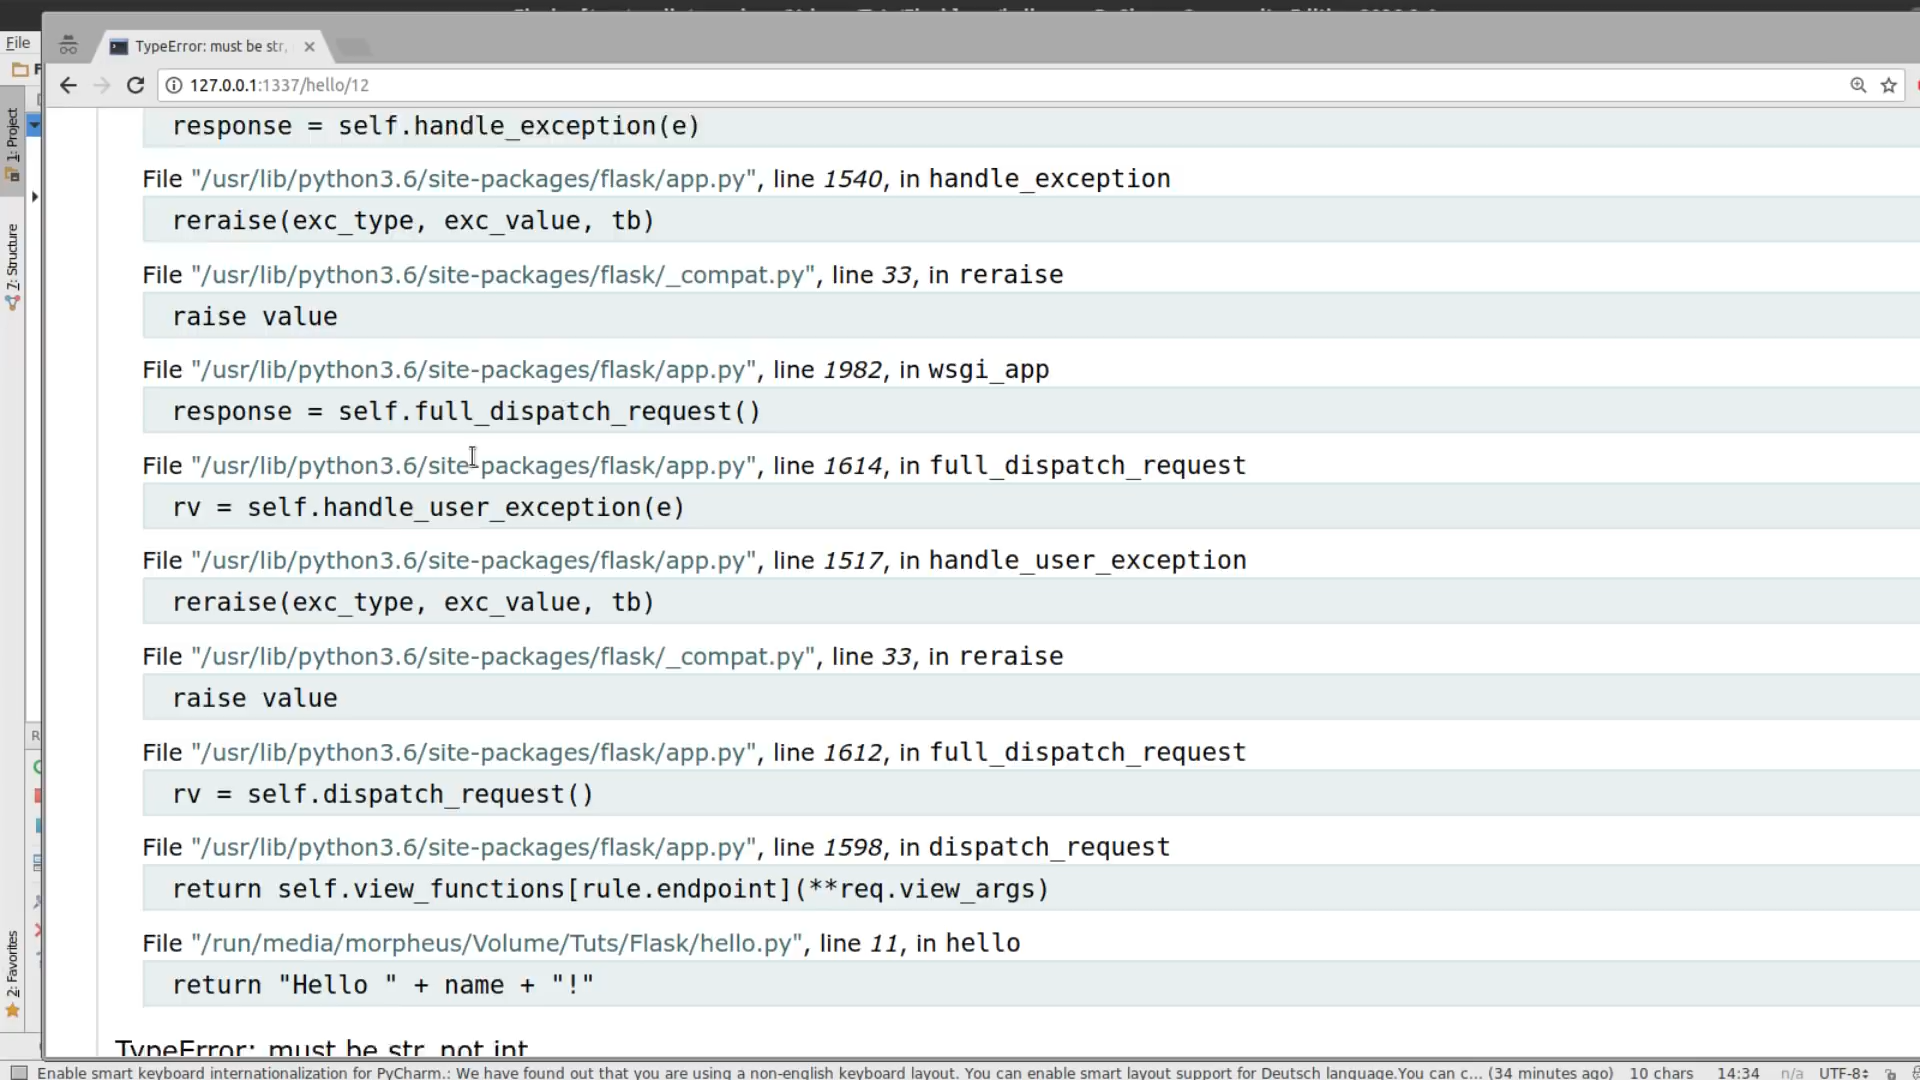 File
TypeError: must be str,
127.0.0.1:1337/hello/12
1: Project
7: Structure
2: Favorites
response = self.handle_exception(e)
File "/usr/lib/python3.6/site-packages/flask/app.py", line 1540, in handle_exception
reraise(exc_type, exc_value, tb)
File "/usr/lib/python3.6/site-packages/flask/_compat.py", line 33, in reraise
raise value
File "/usr/lib/python3.6/site-packages/flask/app.py", line 1982, in wsgi_app
response = self.full_dispatch_request()
File "/usr/lib/python3.6/site-packages/flask/app.py", line 1614, in full_dispatch_request
rv = self.handle_user_exception(e)
File "/usr/lib/python3.6/site-packages/flask/app.py", line 1517, in handle_user_exception
reraise(exc_type, exc_value, tb)
File "/usr/lib/python3.6/site-packages/flask/_compat.py", line 33, in reraise
raise value
File "/usr/lib/python3.6/site-packages/flask/app.py", line 1612, in full_dispatch_request
rv = self.dispatch_request()
File "/usr/lib/python3.6/site-packages/flask/app.py", line 1598, in dispatch_request
return self.view_functions[rule.endpoint](**req.view_args)
File "/run/media/morpheus/Volume/Tuts/Flask/hello.py", line 11, in hello
return "Hello " + name + "!"
TypeError: must be str, not int
Enable smart keyboard internationalization for PyCharm.: We have found out that you are using a non-english keyboard layout. You can enable smart layout support for Deutsch language.You can c... (34 minutes ago) 10 chars 14:34 n/a UTF-8